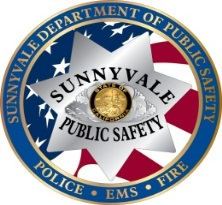 SUNNYVALE DEPARTMENT OF PUBLIC SAFETY
SUNNYVALE
PUBLIC SAFETY
POLICE • EMS • FIRE